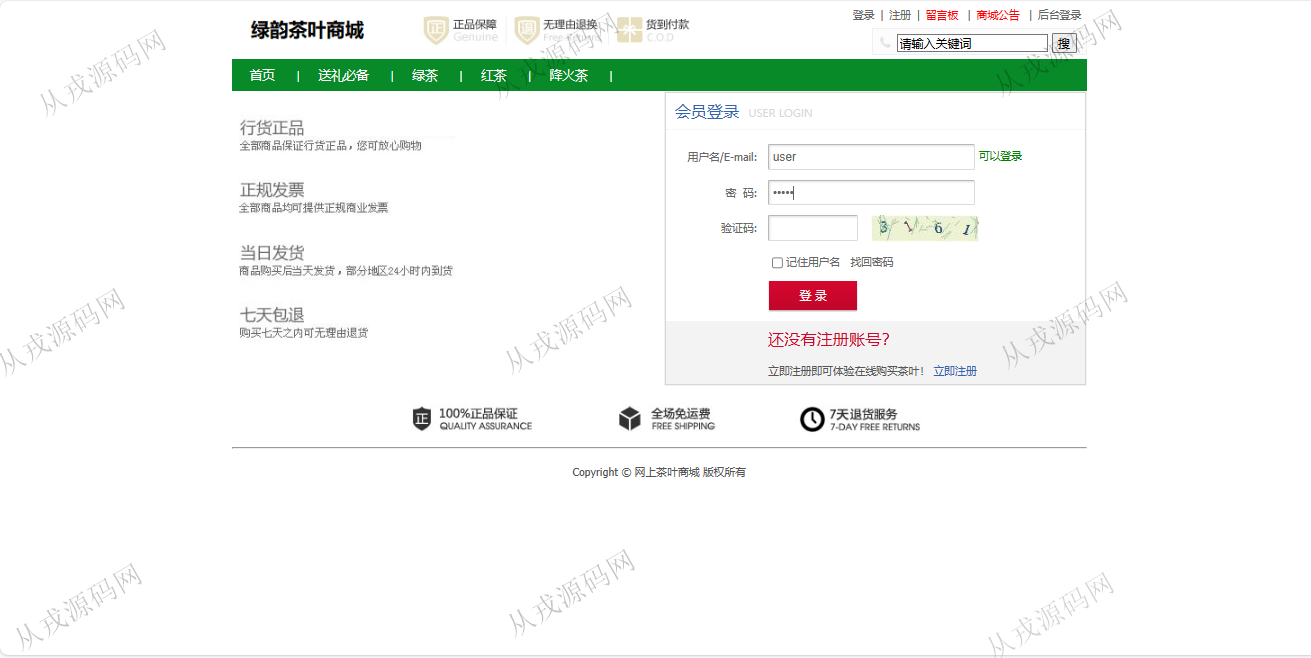 登录 | 注册 | 留言板 | 商城公告 | 后台登录
绿韵茶叶商城
正品保障
Genuine
无理由退换
货到付款
C.O.D
请输入关键词 搜
首页 | 送礼必备 | 绿茶 | 红茶 | 降火茶 |
会员登录 USER LOGIN
行货正品
全部商品保证行货正品，您可放心购物
正规发票
全部商品均可提供正规商业发票
当日发货
商品购买后当天发货，部分地区24小时内到货
七天包退
购买七天之内可无理由退货
用户名/E-mail: user 可以登录
密 码: •••••
验证码: 3 1 6 1
记住用户名 找回密码
登 录
还没有注册账号?
立即注册即可体验在线购买茶叶! 立即注册
100%正品保证
QUALITY ASSURANCE
全场免运费
FREE SHIPPING
7天退货服务
7-DAY FREE RETURNS
Copyright © 网上茶叶商城 版权所有
从戎源码网
从戎源码网
从戎源码网
从戎源码网
从戎源码网
从戎源码网
从戎源码网
从戎源码网
从戎源码网